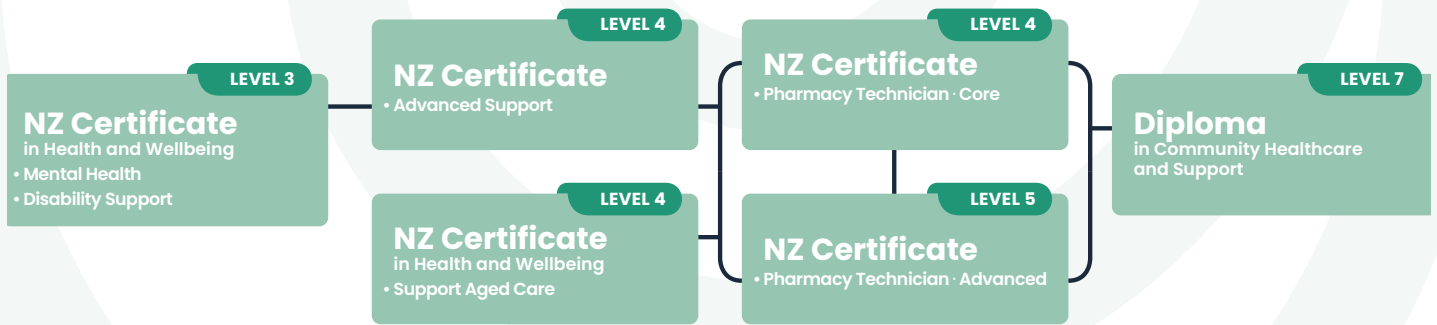 LEVEL 3
NZ Certificate
in Health and Wellbeing
• Mental Health
• Disability Support
LEVEL 4
NZ Certificate
• Advanced Support
LEVEL 4
NZ Certificate
in Health and Wellbeing
• Support Aged Care
LEVEL 4
NZ Certificate
• Pharmacy Technician · Core
LEVEL 5
NZ Certificate
• Pharmacy Technician · Advanced
LEVEL 7
Diploma
in Community Healthcare
and Support